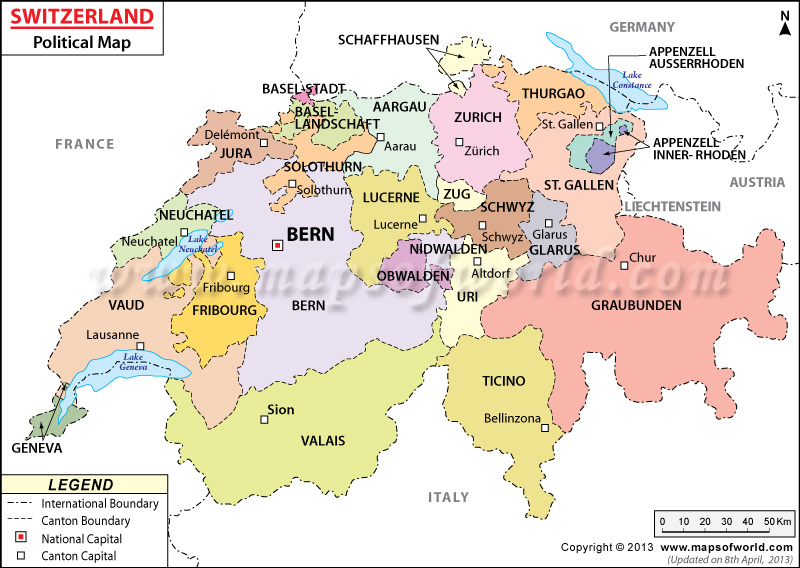 SWITZERLAND
Political Map
N
GERMANY
SCHAFFHAUSEN
APPENZELL
AUSSERRHODEN
Lake
Constance
BASEL-STADT
THURGAO
AARGAU
BASEL-
LANDSCHAFT
ZURICH
St. Gallen
Delémont
FRANCE
Aarau
Zürich
APPENZELL
INNER- RHODEN
JURA
SOLOTHURN
Solothurn
ST. GALLEN
AUSTRIA
LUCERNE
ZUG
SCHWYZ
LIECHTENSTEIN
NEUCHATEL
Lucerne
Glarus
Neuchatel
BERN
Schwyz
Lake
Neuchatel
NIDWALDEN
GLARUS
Chur
OBWALDEN
Altdorf
www.mapsofworld.com
Fribourg
VAUD
FRIBOURG
BERN
URI
GRAUBUNDEN
Lausanne
Lake
Geneva
TICINO
Sion
Bellinzona
VALAIS
GENEVA
ITALY
LEGEND
International Boundary
Canton Boundary
National Capital
Canton Capital
0 10 20 30 40 50 Km
Copyright © 2013 www.mapsofworld.com
(Updated on 8th April, 2013)